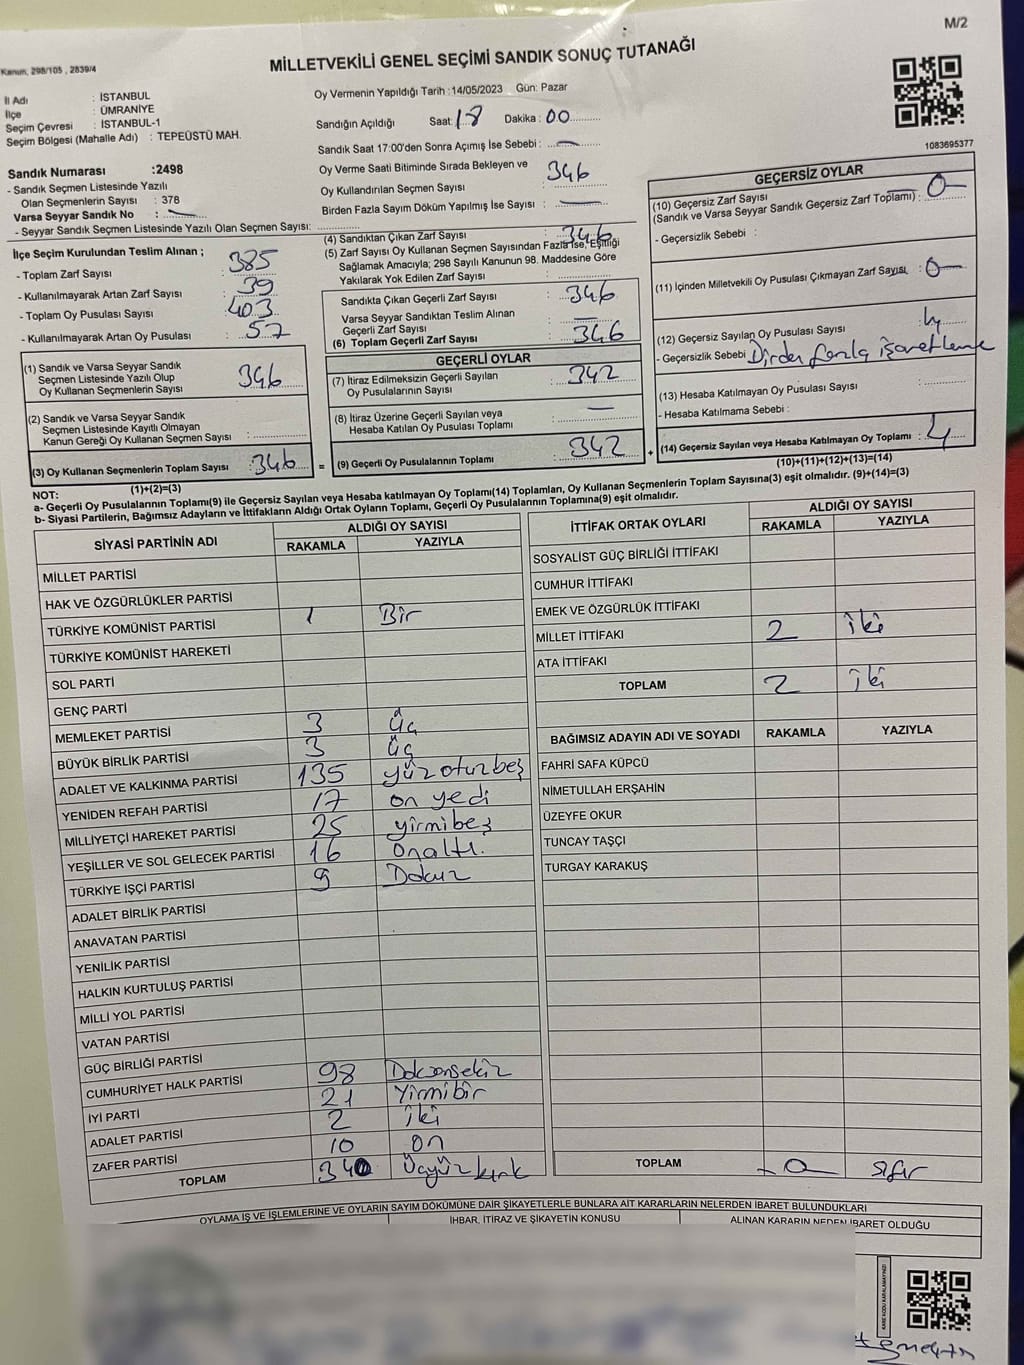 M/2
Kanun, 298/105 , 2839/4
MİLLETVEKİLİ GENEL SEÇİMİ SANDIK SONUÇ TUTANAĞI
İl Adı : İSTANBUL
İlçe : ÜMRANİYE
Seçim Çevresi : İSTANBUL-1
Seçim Bölgesi (Mahalle Adı) : TEPEÜSTÜ MAH.
Sandık Numarası :2498
- Sandık Seçmen Listesinde Yazılı
Olan Seçmenlerin Sayısı : 378
Varsa Seyyar Sandık No : —
- Seyyar Sandık Seçmen Listesinde Yazılı Olan Seçmen Sayısı:
Oy Vermenin Yapıldığı Tarih :14/05/2023 Gün: Pazar
Sandığın Açıldığı Saat: 18 Dakika : 00
Sandık Saat 17:00'den Sonra Açımış İse Sebebi : —
Oy Verme Saati Bitiminde Sırada Bekleyen ve
Oy Kullandırılan Seçmen Sayısı : 346
Birden Fazla Sayım Döküm Yapılmış İse Sayısı : —
1083695377
GEÇERSİZ OYLAR
(10) Geçersiz Zarf Sayısı
(Sandık ve Varsa Seyyar Sandık Geçersiz Zarf Toplamı) : -0-
- Geçersizlik Sebebi :
(11) İçinden Milletvekili Oy Pusulası Çıkmayan Zarf Sayısı, : 0-
(12) Geçersiz Sayılan Oy Pusulası Sayısı : 4
- Geçersizlik Sebebi Birden fazla işaretleme
(13) Hesaba Katılmayan Oy Pusulası Sayısı :
- Hesaba Katılmama Sebebi :
(14) Geçersiz Sayılan veya Hesaba Katılmayan Oy Toplamı : 4
(10)+(11)+(12)+(13)=(14)
İlçe Seçim Kurulundan Teslim Alınan ;
- Toplam Zarf Sayısı : 385
- Kullanılmayarak Artan Zarf Sayısı : 39
- Toplam Oy Pusulası Sayısı : 403
- Kullanılmayarak Artan Oy Pusulası : 57
(4) Sandıktan Çıkan Zarf Sayısı : 346
(5) Zarf Sayısı Oy Kullanan Seçmen Sayısından Fazla ise, Eşitliği
Sağlamak Amacıyla; 298 Sayılı Kanunun 98. Maddesine Göre
Yakılarak Yok Edilen Zarf Sayısı :
Sandıkta Çıkan Geçerli Zarf Sayısı : 346
Varsa Seyyar Sandıktan Teslim Alınan
Geçerli Zarf Sayısı : —
(6) Toplam Geçerli Zarf Sayısı : 346
(1) Sandık ve Varsa Seyyar Sandık
Seçmen Listesinde Yazılı Olup
Oy Kullanan Seçmenlerin Sayısı : 346
(2) Sandık ve Varsa Seyyar Sandık
Seçmen Listesinde Kayıtlı Olmayan
Kanun Gereği Oy Kullanan Seçmen Sayısı :
(3) Oy Kullanan Seçmenlerin Toplam Sayısı : 346 =
(1)+(2)=(3)
GEÇERLİ OYLAR
(7) İtiraz Edilmeksizin Geçerli Sayılan
Oy Pusulalarının Sayısı : 342
(8) İtiraz Üzerine Geçerli Sayılan veya
Hesaba Katılan Oy Pusulası Toplamı : —
(9) Geçerli Oy Pusulalarının Toplamı : 342 +
NOT:
a- Geçerli Oy Pusulalarının Toplamı(9) ile Geçersiz Sayılan veya Hesaba katılmayan Oy Toplamı(14) Toplamları, Oy Kullanan Seçmenlerin Toplam Sayısına(3) eşit olmalıdır. (9)+(14)=(3)
b- Siyasi Partilerin, Bağımsız Adayların ve İttifakların Aldığı Ortak Oyların Toplamı, Geçerli Oy Pusulalarının Toplamına(9) eşit olmalıdır.
SİYASİ PARTİNİN ADI ALDIĞI OY SAYISI
RAKAMLA YAZIYLA
MİLLET PARTİSİ
HAK VE ÖZGÜRLÜKLER PARTİSİ
TÜRKİYE KOMÜNİST PARTİSİ 1 Bir
TÜRKİYE KOMÜNİST HAREKETİ
SOL PARTİ
GENÇ PARTİ
MEMLEKET PARTİSİ 3 üç
BÜYÜK BİRLİK PARTİSİ 3 üç
ADALET VE KALKINMA PARTİSİ 135 yüz otuz beş
YENİDEN REFAH PARTİSİ 17 on yedi
MİLLİYETÇİ HAREKET PARTİSİ 25 yirmibeş
YEŞİLLER VE SOL GELECEK PARTİSİ 16 onaltı.
TÜRKİYE İŞÇİ PARTİSİ 9 Dokuz
ADALET BİRLİK PARTİSİ
ANAVATAN PARTİSİ
YENİLİK PARTİSİ
HALKIN KURTULUŞ PARTİSİ
MİLLİ YOL PARTİSİ
VATAN PARTİSİ
GÜÇ BİRLİĞİ PARTİSİ
CUMHURİYET HALK PARTİSİ 98 Doksansekiz
İYİ PARTİ 21 Yirmibir
ADALET PARTİSİ 2 iki
ZAFER PARTİSİ 10 on
TOPLAM 340 Üçyüz kırk
İTTİFAK ORTAK OYLARI ALDIĞI OY SAYISI
RAKAMLA YAZIYLA
SOSYALİST GÜÇ BİRLİĞİ İTTİFAKI
CUMHUR İTTİFAKI
EMEK VE ÖZGÜRLÜK İTTİFAKI
MİLLET İTTİFAKI 2 iki
ATA İTTİFAKI
TOPLAM 2 iki
BAĞIMSIZ ADAYIN ADI VE SOYADI RAKAMLA YAZIYLA
FAHRİ SAFA KÜPCÜ
NİMETULLAH ERŞAHİN
ÜZEYFE OKUR
TUNCAY TAŞÇI
TURGAY KARAKUŞ
TOPLAM -0- sıfır
OYLAMA İŞ VE İŞLEMLERİNE VE OYLARIN SAYIM DÖKÜMÜNE DAİR ŞİKAYETLERLE BUNLARA AİT KARARLARIN NELERDEN İBARET BULUNDUKLARI
İHBAR, İTİRAZ VE ŞİKAYETİN KONUSU ALINAN KARARIN NEDEN İBARET OLDUĞU
KARE KODU KARALAMAYINIZ!